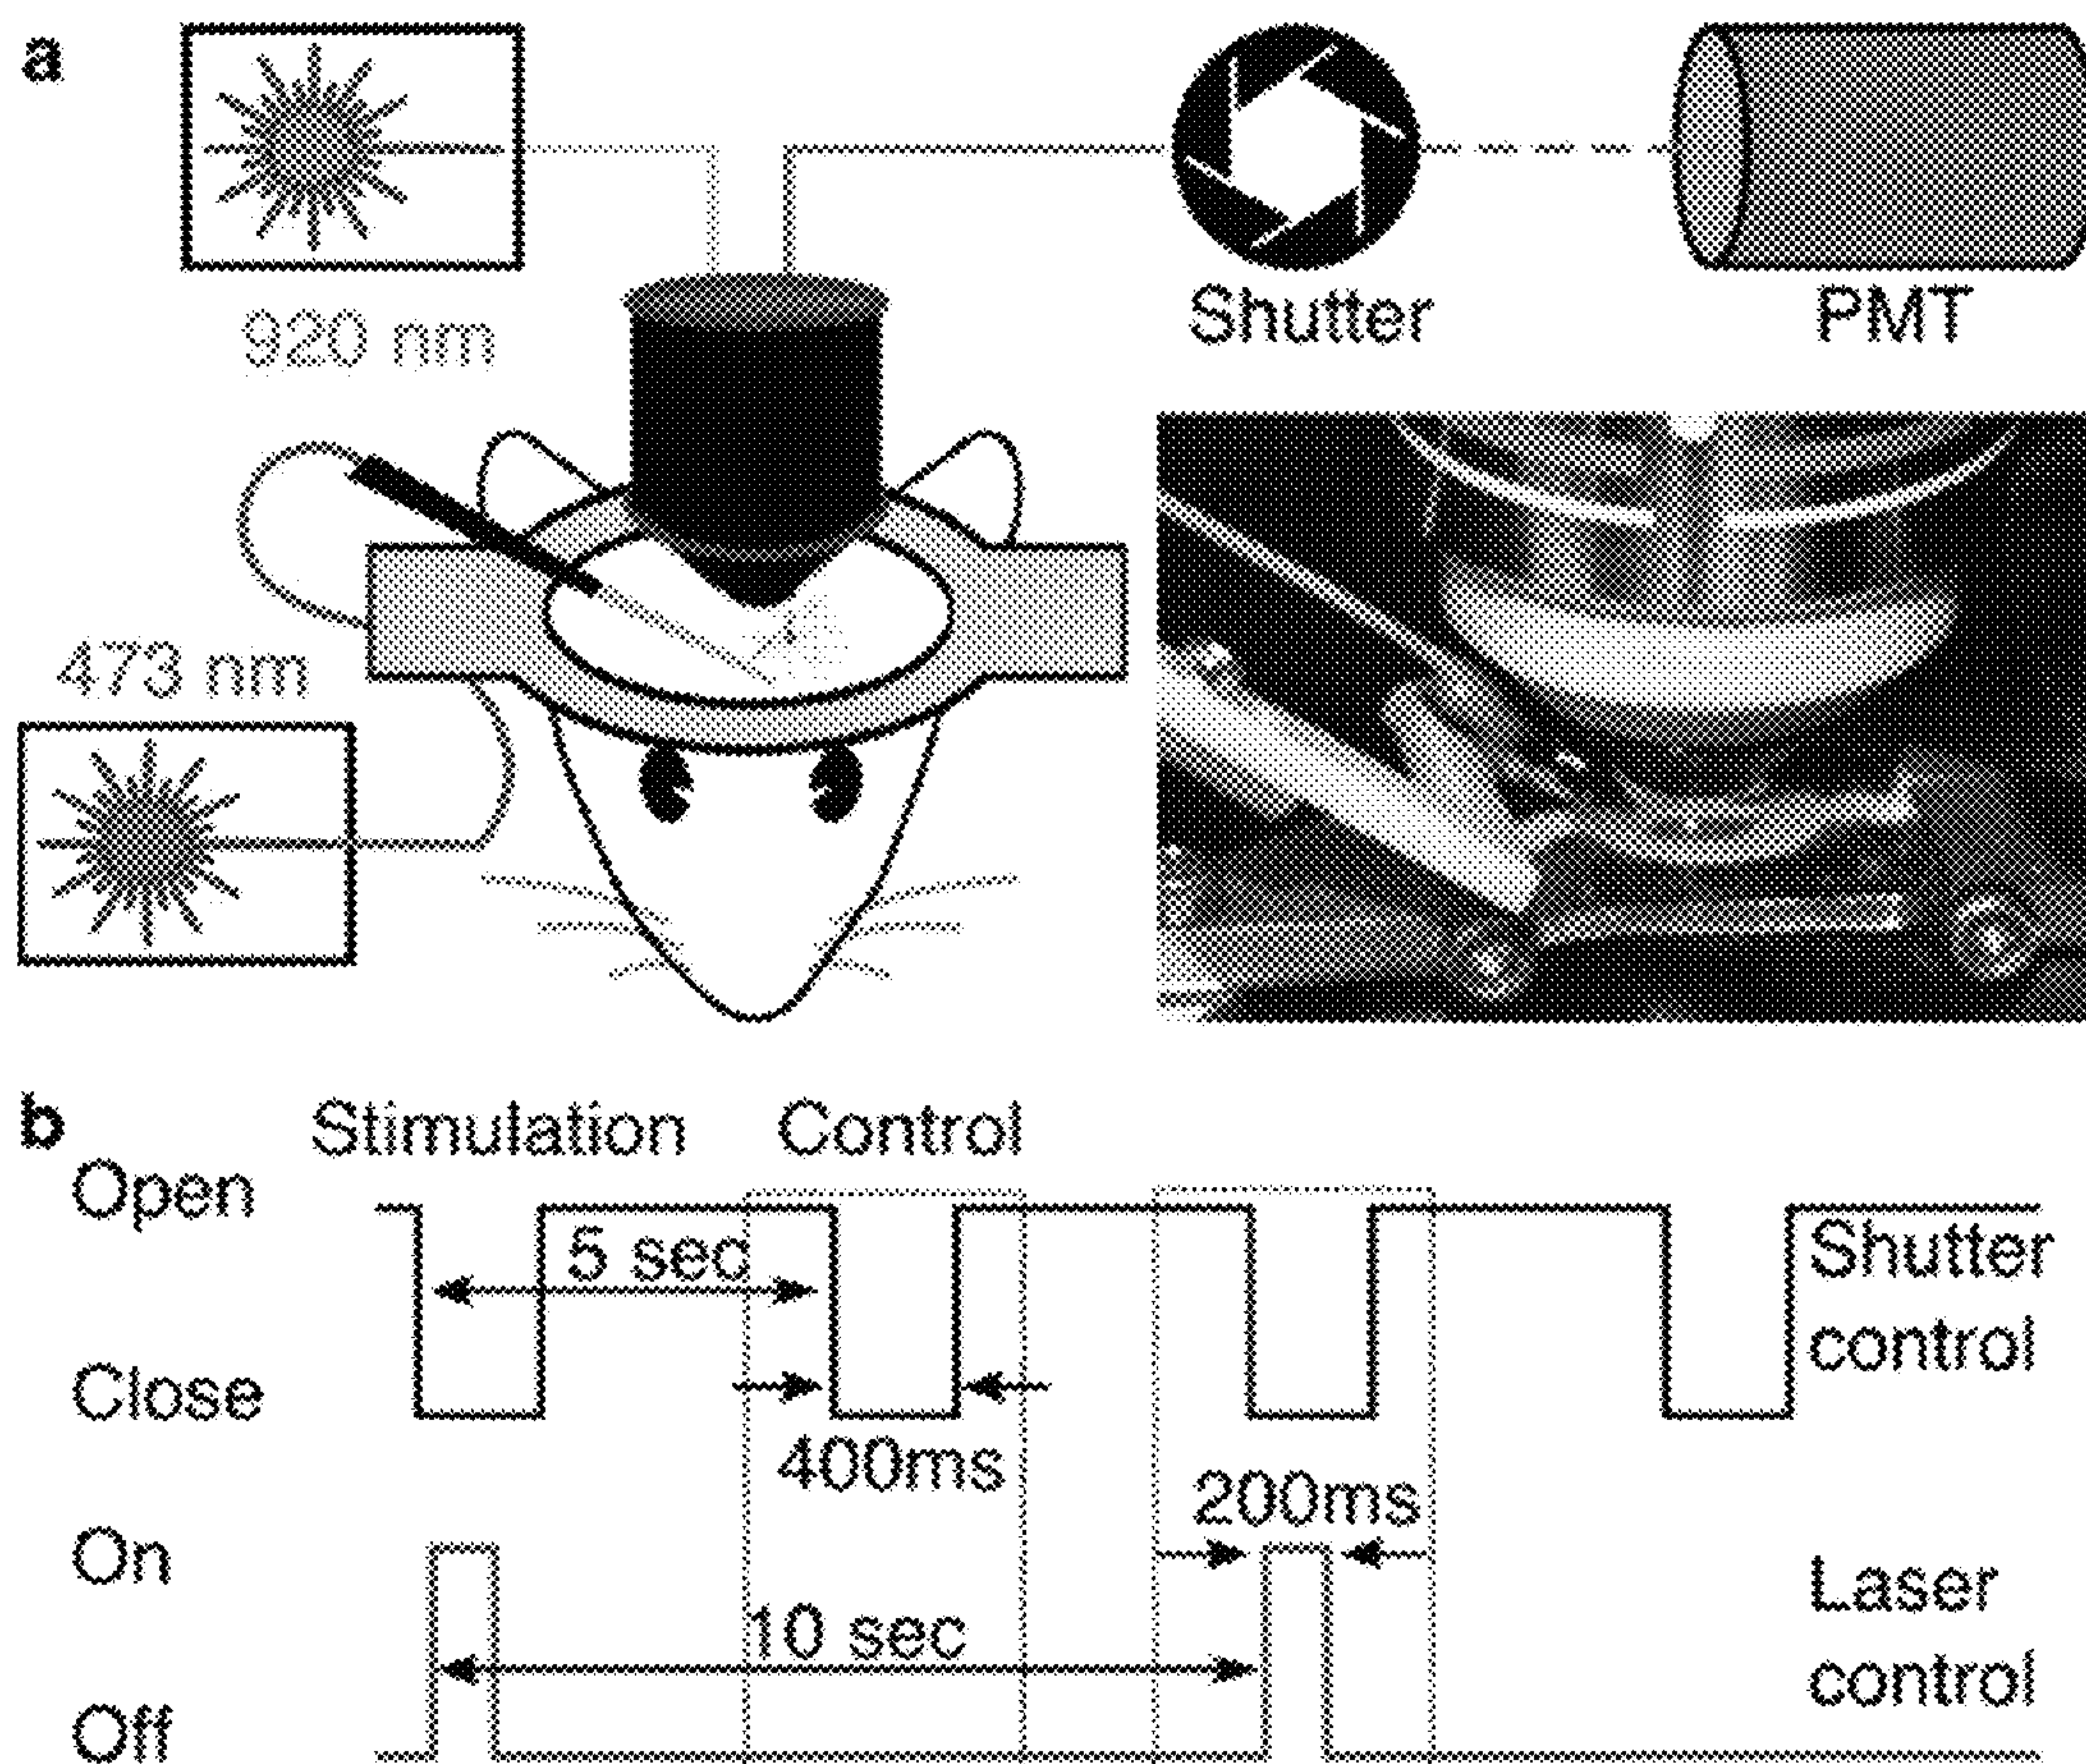 a
920 nm
Shutter
PMT
473 nm
b
Stimulation
Control
Open
5 sec
Shutter
control
Close
400ms
200ms
On
10 sec
Laser
control
Off